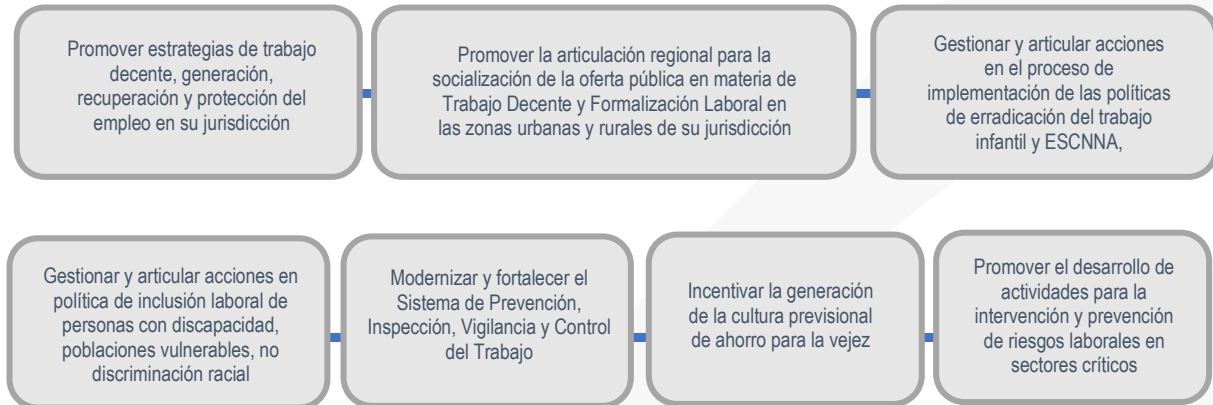 Promover estrategias de trabajo
decente, generación,
recuperación y protección del
empleo en su jurisdicción
Promover la articulación regional para la
socialización de la oferta pública en materia de
Trabajo Decente y Formalización Laboral en
las zonas urbanas y rurales de su jurisdicción
Gestionar y articular acciones
en el proceso de
implementación de las políticas
de erradicación del trabajo
infantil y ESCNNA,
Gestionar y articular acciones en
política de inclusión laboral de
personas con discapacidad,
poblaciones vulnerables, no
discriminación racial
Modernizar y fortalecer el
Sistema de Prevención,
Inspección, Vigilancia y Control
del Trabajo
Incentivar la generación
de la cultura previsional
de ahorro para la vejez
Promover el desarrollo de
actividades para la
intervención y prevención
de riesgos laborales en
sectores críticos